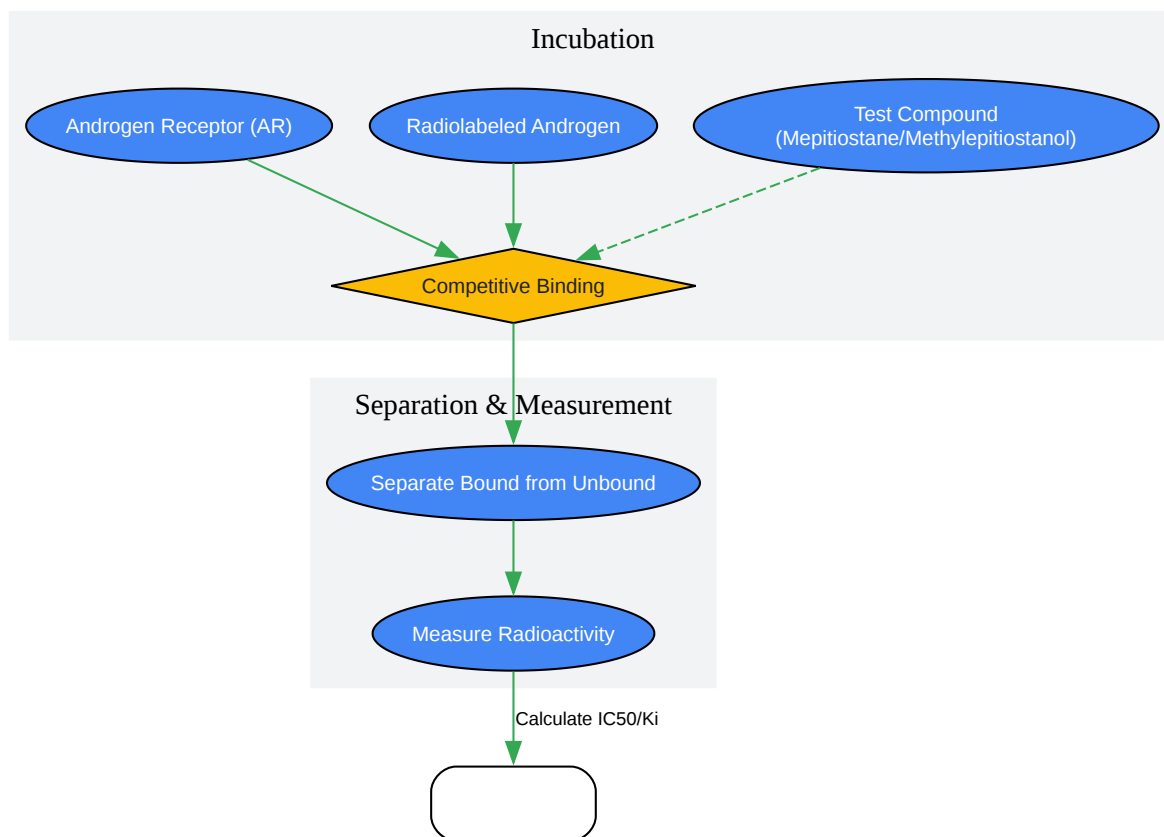 Incubation
Androgen Receptor (AR)
Radiolabeled Androgen
Test Compound
(Mepitiostane/Methylepitiostanol)
Competitive Binding
Separation & Measurement
Separate Bound from Unbound
Measure Radioactivity
Calculate IC50/Ki